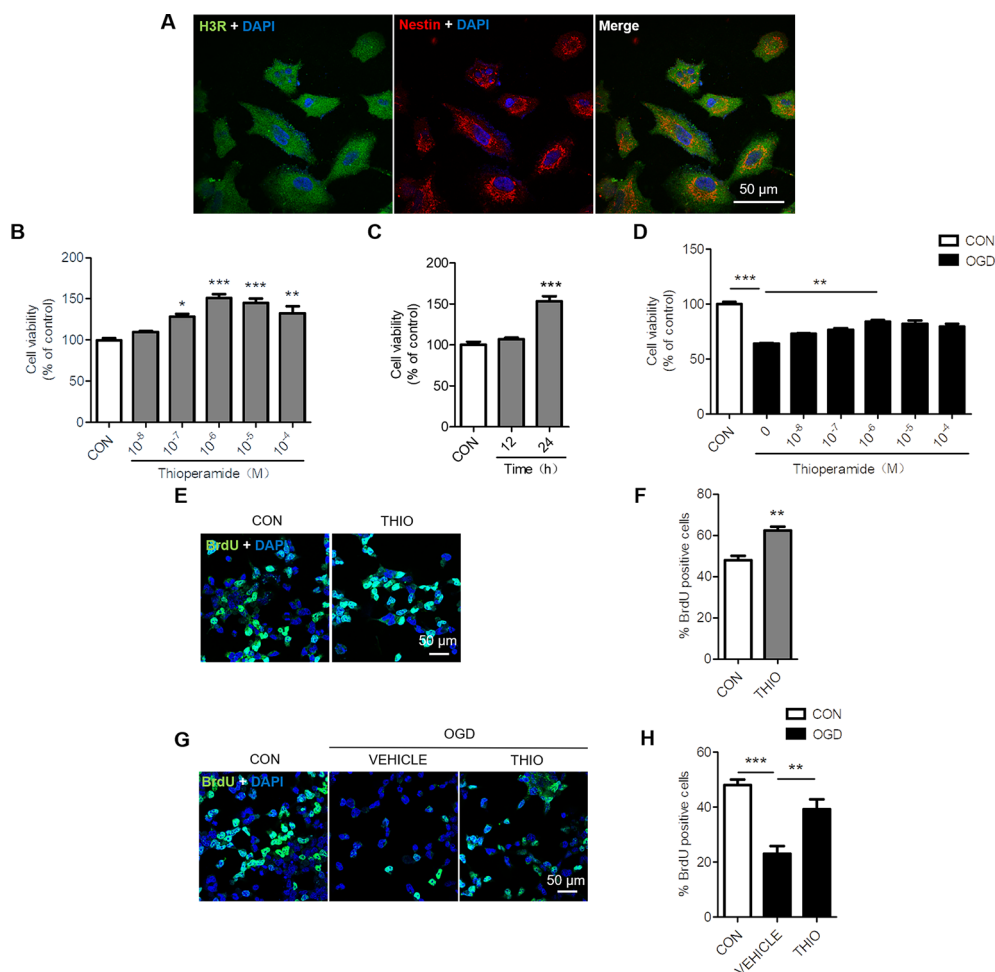 A
H3R + DAPI
Nestin + DAPI
Merge
50 μm
B
Cell viability
(% of control)
200
150
100
50
0
*
***
***
**
CON
10-8
10-7
10-6
10-5
10-4
Thioperamide (M)
C
Cell viability
(% of control)
200
150
100
50
0
***
CON
12
24
Time (h)
D
CON
OGD
Cell viability
(% of control)
150
100
50
0
***
**
CON
0
10-8
10-7
10-6
10-5
10-4
Thioperamide (M)
E
CON
THIO
BrdU + DAPI
50 μm
F
% BrdU positive cells
80
60
40
20
0
**
CON
THIO
G
OGD
CON
VEHICLE
THIO
BrdU + DAPI
50 μm
H
CON
OGD
% BrdU positive cells
60
40
20
0
***
**
CON
VEHICLE
THIO